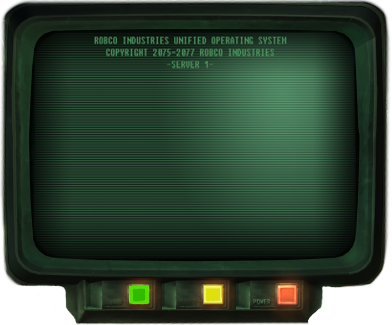 ROBCO INDUSTRIES UNIFIED OPERATING SYSTEM
COPYRIGHT 2075-2077 ROBCO INDUSTRIES
-SERVER 1-
POWER